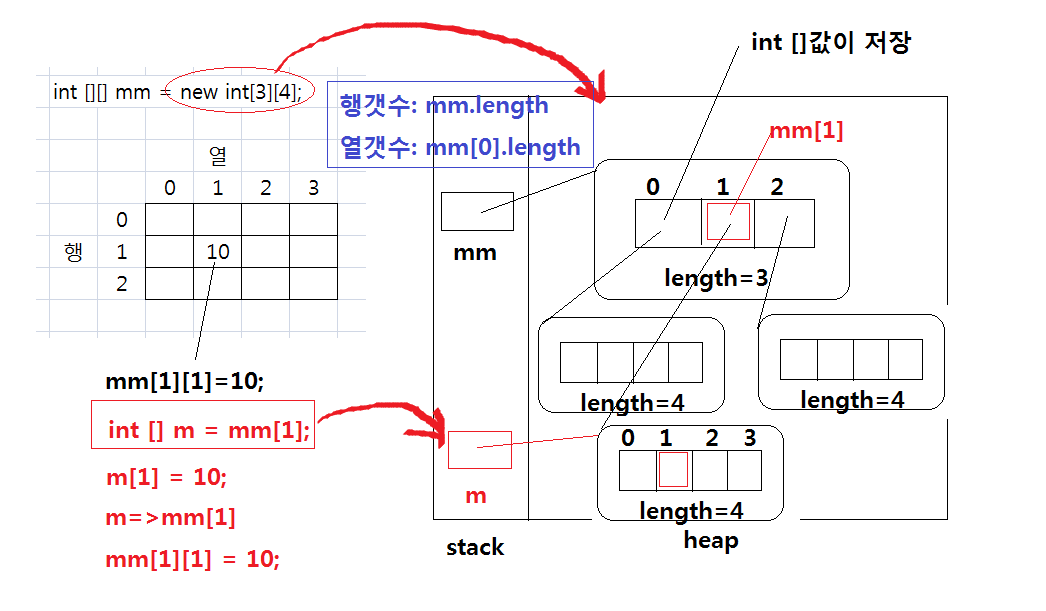 int []값이 저장
int [][] mm = new int[3][4];
행갯수: mm.length
열갯수: mm[0].length
mm[1]
열
0 1 2 3
0
행 1 10
2
mm
0 1 2
length=3
length=4
length=4
mm[1][1]=10;
int [] m = mm[1];
m[1] = 10;
m=>mm[1]
mm[1][1] = 10;
m
0 1 2 3
length=4
stack
heap